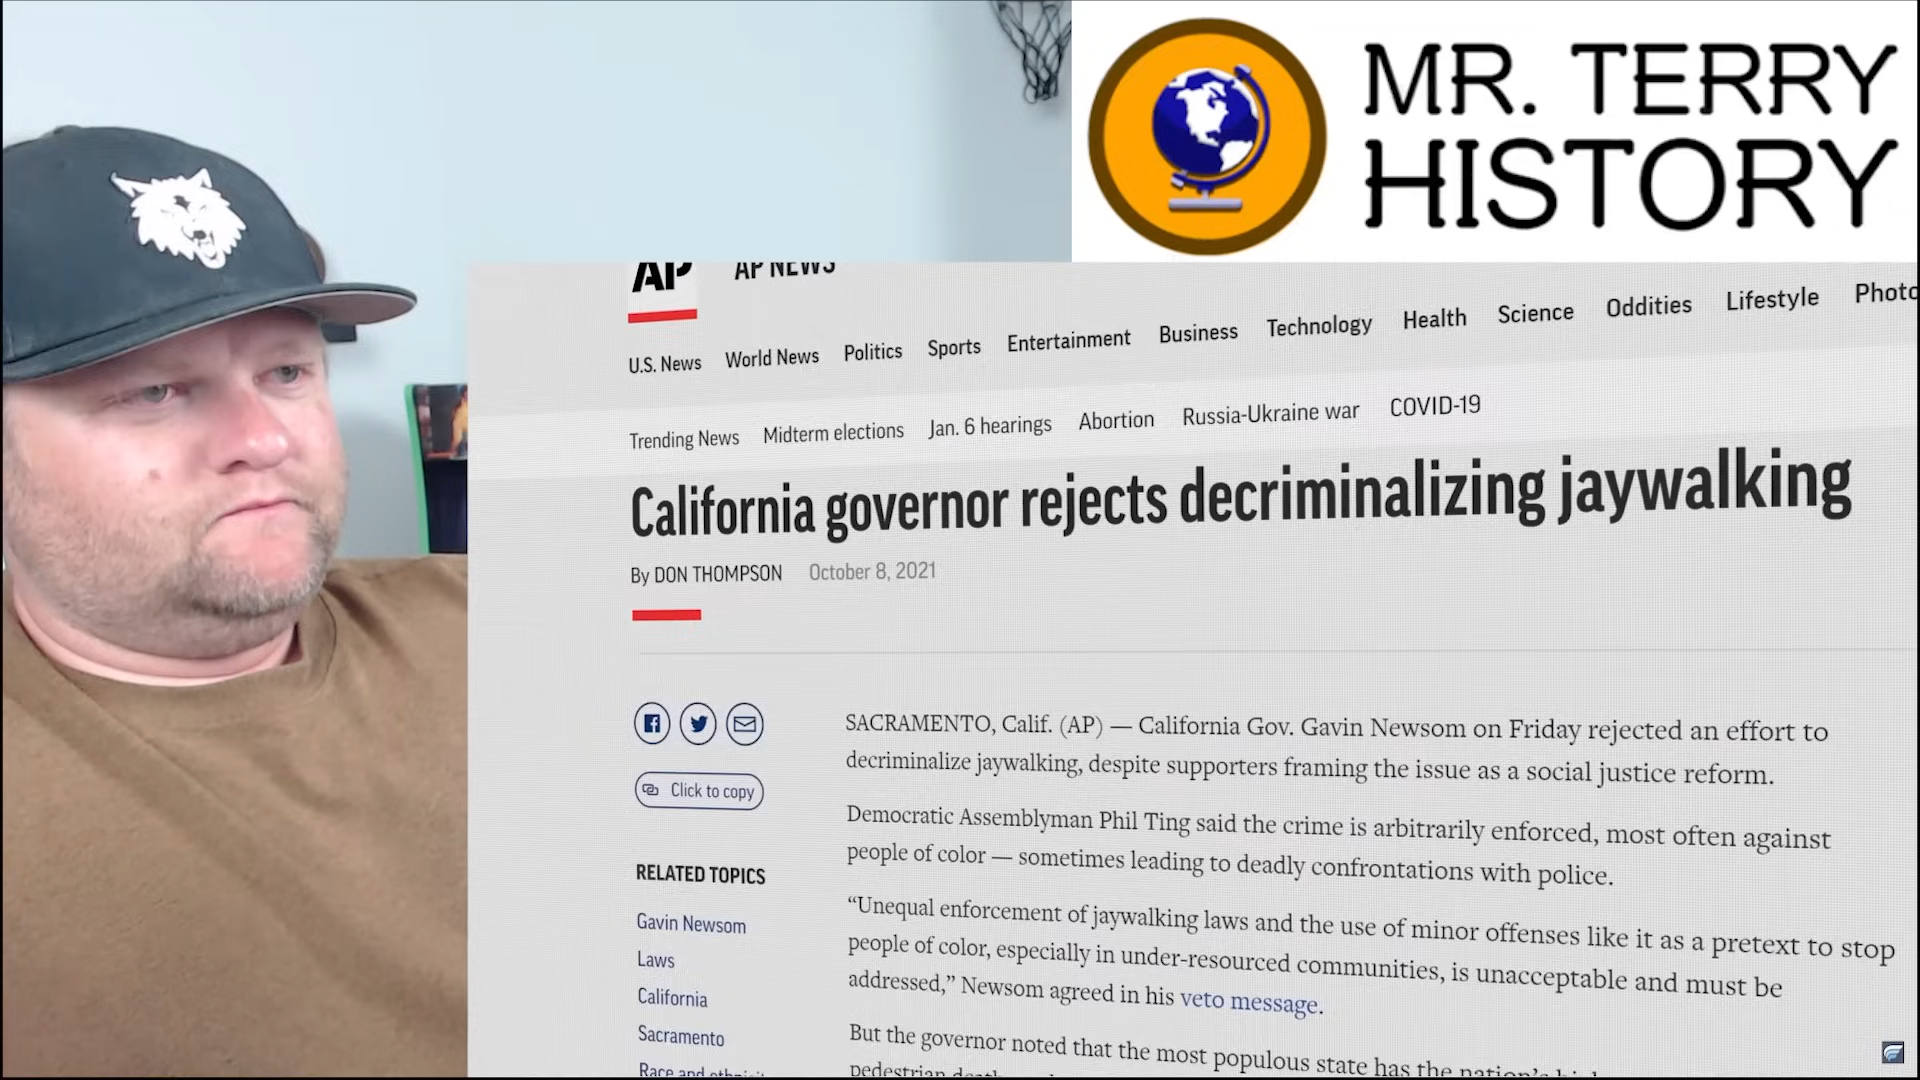 MR. TERRY
HISTORY
AP
AP NEWS
U.S. News World News Politics Sports Entertainment Business Technology Health Science Oddities Lifestyle Photo
Trending News Midterm elections Jan. 6 hearings Abortion Russia-Ukraine war COVID-19
California governor rejects decriminalizing jaywalking
By DON THOMPSON October 8, 2021
Click to copy
RELATED TOPICS
Gavin Newsom
Laws
California
Sacramento
Race and
SACRAMENTO, Calif. (AP) — California Gov. Gavin Newsom on Friday rejected an effort to
decriminalize jaywalking, despite supporters framing the issue as a social justice reform.
Democratic Assemblyman Phil Ting said the crime is arbitrarily enforced, most often against
people of color — sometimes leading to deadly confrontations with police.
“Unequal enforcement of jaywalking laws and the use of minor offenses like it as a pretext to stop
people of color, especially in under-resourced communities, is unacceptable and must be
addressed,” Newsom agreed in his veto message.
But the governor noted that the most populous state has the nation’s
pedestrian